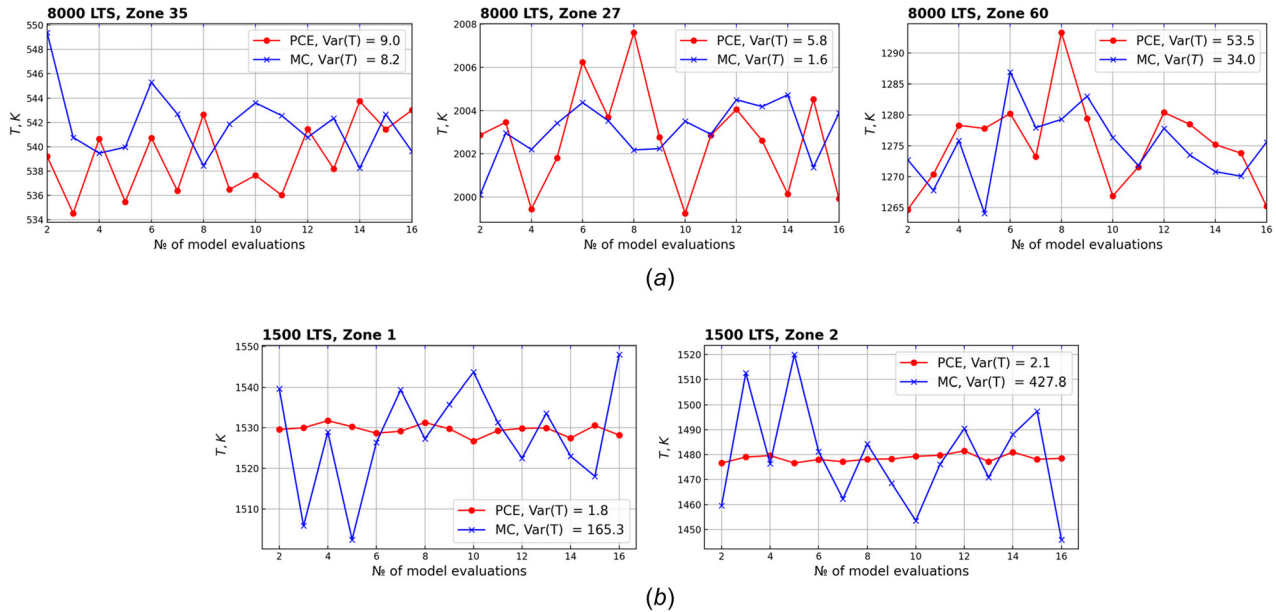 8000 LTS, Zone 35
550
548
546
544
542
540
538
536
534
T, K
PCE, Var(T) = 9.0
MC, Var(T) = 8.2
2 4 6 8 10 12 14 16
№ of model evaluations
8000 LTS, Zone 27
2008
2006
2004
2002
2000
T, K
PCE, Var(T) = 5.8
MC, Var(T) = 1.6
2 4 6 8 10 12 14 16
№ of model evaluations
8000 LTS, Zone 60
1290
1285
1280
1275
1270
1265
T, K
PCE, Var(T) = 53.5
MC, Var(T) = 34.0
2 4 6 8 10 12 14 16
№ of model evaluations
(a)
1500 LTS, Zone 1
1550
1540
1530
1520
1510
T, K
PCE, Var(T) = 1.8
MC, Var(T) = 165.3
2 4 6 8 10 12 14 16
№ of model evaluations
1500 LTS, Zone 2
1520
1510
1500
1490
1480
1470
1460
1450
T, K
PCE, Var(T) = 2.1
MC, Var(T) = 427.8
2 4 6 8 10 12 14 16
№ of model evaluations
(b)